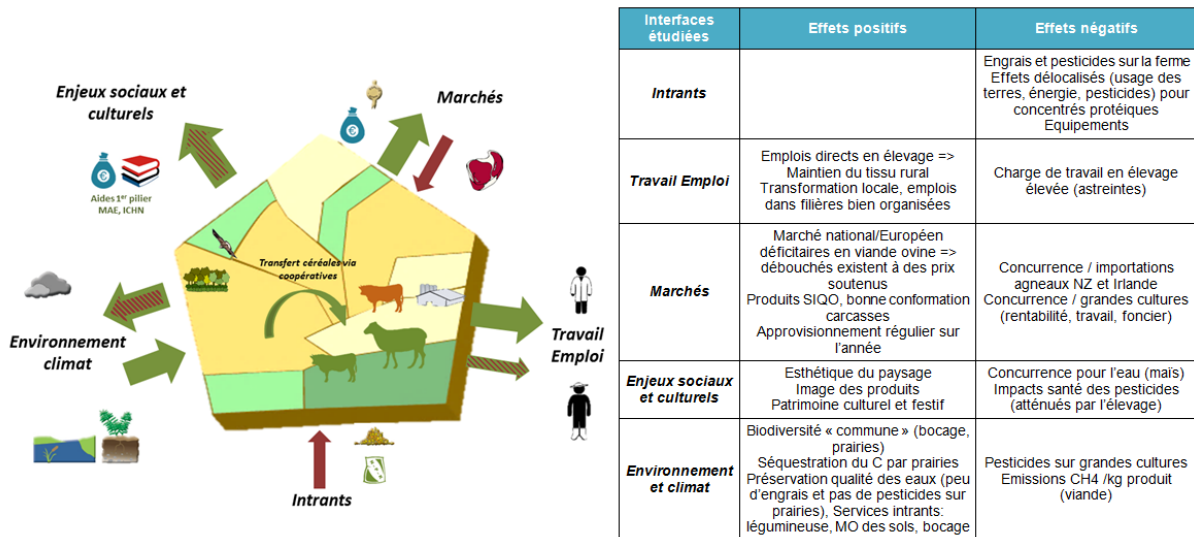 Enjeux sociaux et
culturels
Marchés
Aides 1er pilier
MAE, ICHN
Transfert céréales via
coopératives
Environnement
climat
Travail
Emploi
Intrants
Interfaces
étudiées
Effets positifs
Effets négatifs
Intrants
Engrais et pesticides sur la ferme
Effets délocalisés (usage des
terres, énergie, pesticides) pour
concentrés protéiques
Equipements
Travail Emploi
Emplois directs en élevage =>
Maintien du tissu rural
Transformation locale, emplois
dans filières bien organisées
Charge de travail en élevage
élevée (astreintes)
Marchés
Marché national/Européen
déficitaires en viande ovine =>
débouchés existent à des prix
soutenus
Produits SIQO, bonne confomation
carcasses
Approvisionnement régulier sur
l'année
Concurrence / importations
agneaux NZ et Irlande
Concurrence / grandes cultures
(rentabilité, travail, foncier)
Enjeux sociaux
et culturels
Esthétique du paysage
Image des produits
Patrimoine culturel et festif
Concurrence pour l'eau (maïs)
Impacts santé des pesticides
(atténués par l'élevage)
Environnement
et climat
Biodiversité « commune » (bocage,
prairies)
Séquestration du C par prairies
Préservation qualité des eaux (peu
d'engrais et pas de pesticides sur
prairies), Services intrants:
légumineuse, MO des sols, bocage
Pesticides sur grandes cultures
Emissions CH4 /kg produit
(viande)